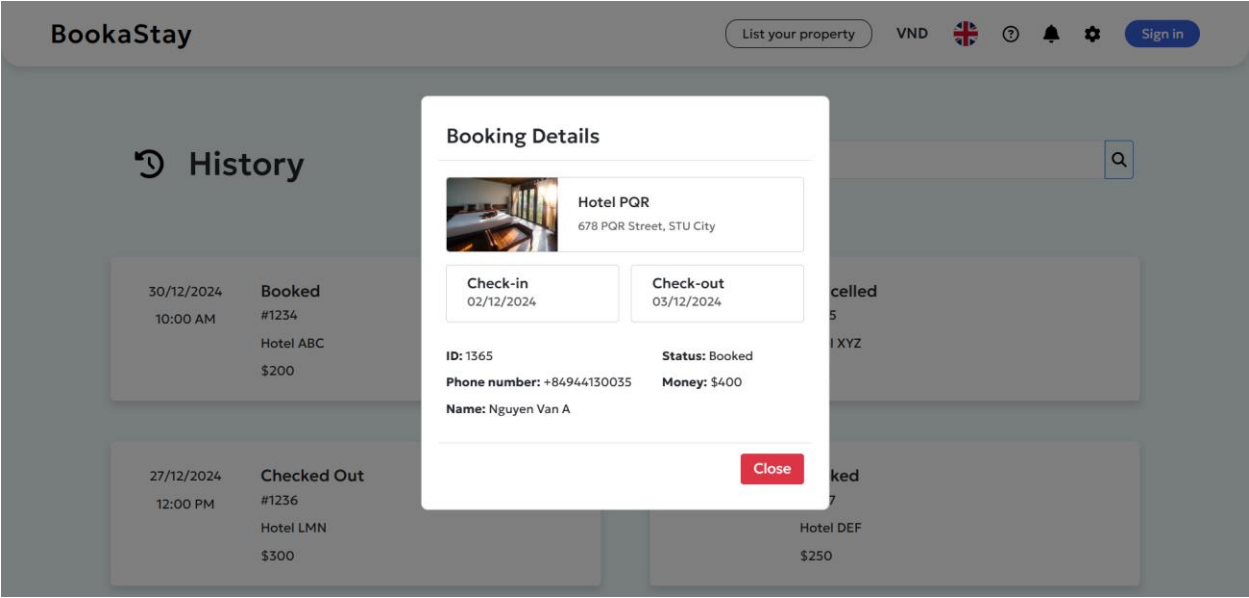 BookaStay
List your property
VND
Sign in
History
Booking Details
Hotel PQR
678 PQR Street, STU City
Check-in
02/12/2024
Check-out
03/12/2024
ID: 1365
Status: Booked
Phone number: +84944130035
Money: $400
Name: Nguyen Van A
Close
30/12/2024
10:00 AM
Booked
#1234
Hotel ABC
$200
celled
5
XYZ
27/12/2024
12:00 PM
Checked Out
#1236
Hotel LMN
$300
ked
7
Hotel DEF
$250